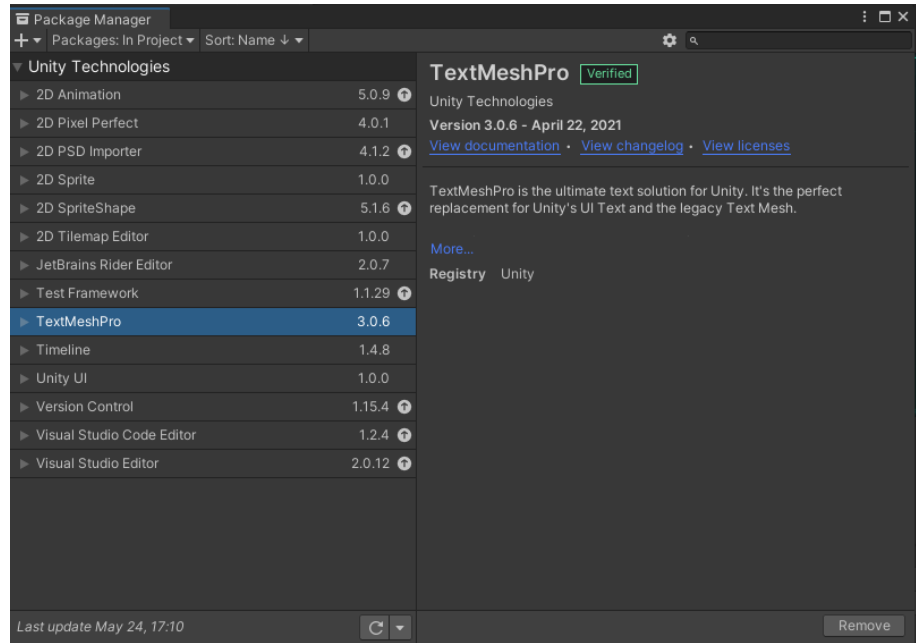 Package Manager
Packages: In Project Sort: Name ↓
Unity Technologies
2D Animation 5.0.9
2D Pixel Perfect 4.0.1
2D PSD Importer 4.1.2
2D Sprite 1.0.0
2D SpriteShape 5.1.6
2D Tilemap Editor 1.0.0
JetBrains Rider Editor 2.0.7
Test Framework 1.1.29
TextMeshPro 3.0.6
Timeline 1.4.8
Unity UI 1.0.0
Version Control 1.15.4
Visual Studio Code Editor 1.2.4
Visual Studio Editor 2.0.12
Last update May 24, 17:10
TextMeshPro Verified
Unity Technologies
Version 3.0.6 - April 22, 2021
View documentation • View changelog • View licenses
TextMeshPro is the ultimate text solution for Unity. It's the perfect
replacement for Unity's UI Text and the legacy Text Mesh.
More...
Registry Unity
Remove